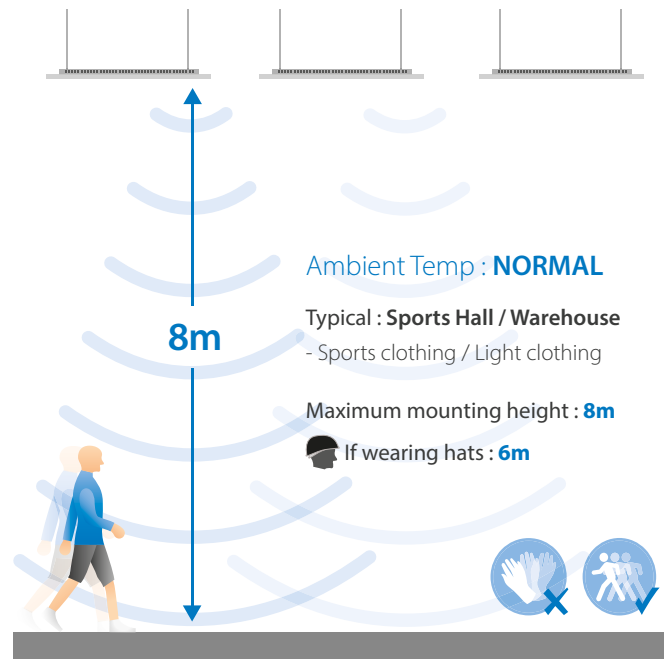 Ambient Temp : NORMAL
Typical : Sports Hall / Warehouse
8m
- Sports clothing / Light clothing
Maximum mounting height : 8m
If wearing hats : 6m